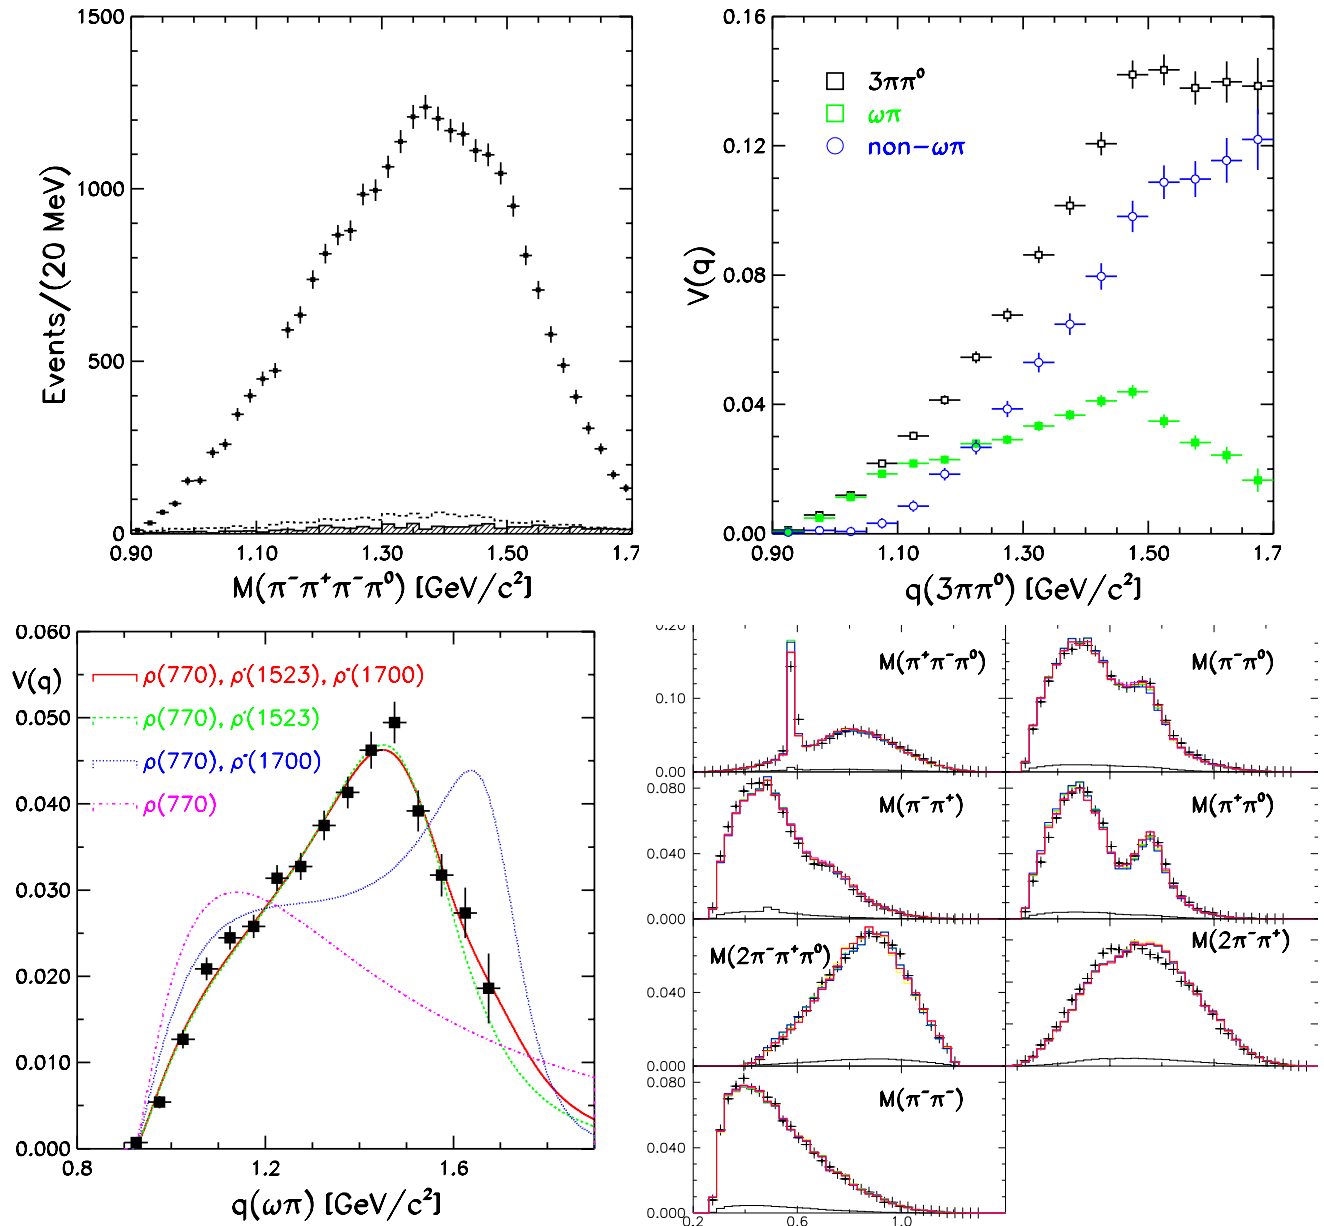 1500
1000
500
0
Events/(20 MeV)
0.90 1.10 1.30 1.50 1.7
M(π⁻π⁺π⁻π⁰) [GeV/c²]
0.16
0.12
0.08
0.04
0.00
V(q)
3ππ⁰
ωπ
non-ωπ
0.90 1.10 1.30 1.50 1.7
q(3ππ⁰) [GeV/c²]
0.060
V(q)
0.050
0.040
0.030
0.020
0.010
0.000
ρ(770), ρ'(1523), ρ"(1700)
ρ(770), ρ'(1523)
ρ(770), ρ"(1700)
ρ(770)
0.8 1.2 1.6
q(ωπ) [GeV/c²]
0.20
0.10
0.00
M(π⁺π⁻π⁰)
M(π⁻π⁰)
0.080
0.040
0.000
M(π⁻π⁺)
M(π⁺π⁰)
0.040
0.000
M(2π⁻π⁺π⁰)
M(2π⁻π⁺)
0.080
0.040
0.000
M(π⁻π⁻)
0.2 0.6 1.0